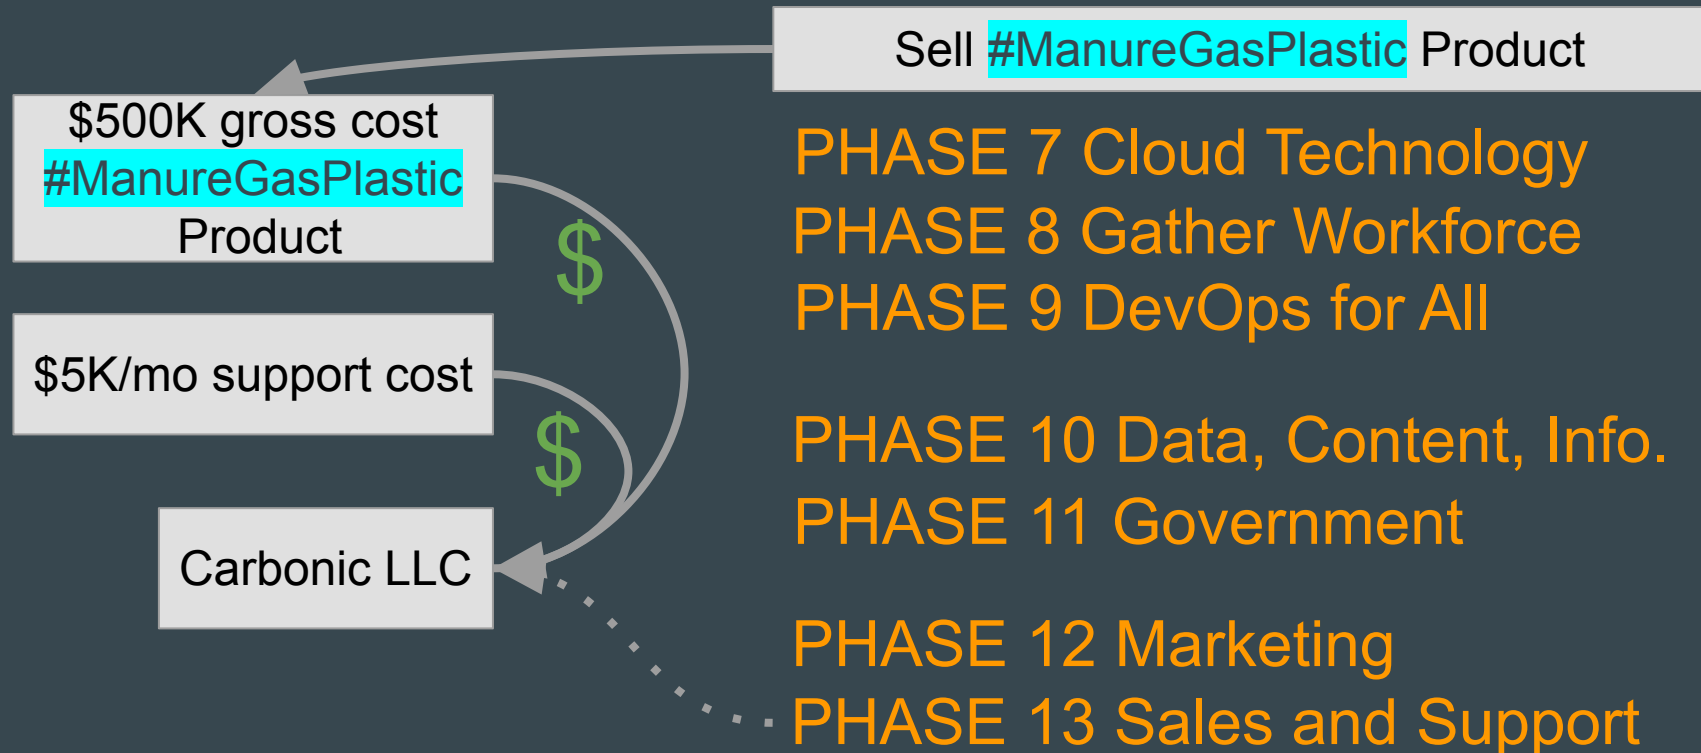 Sell #ManureGasPlastic Product
$500K gross cost
#ManureGasPlastic
Product
$
$5K/mo support cost
$
Carbonic LLC
PHASE 7 Cloud Technology
PHASE 8 Gather Workforce
PHASE 9 DevOps for All
PHASE 10 Data, Content, Info.
PHASE 11 Government
PHASE 12 Marketing
PHASE 13 Sales and Support